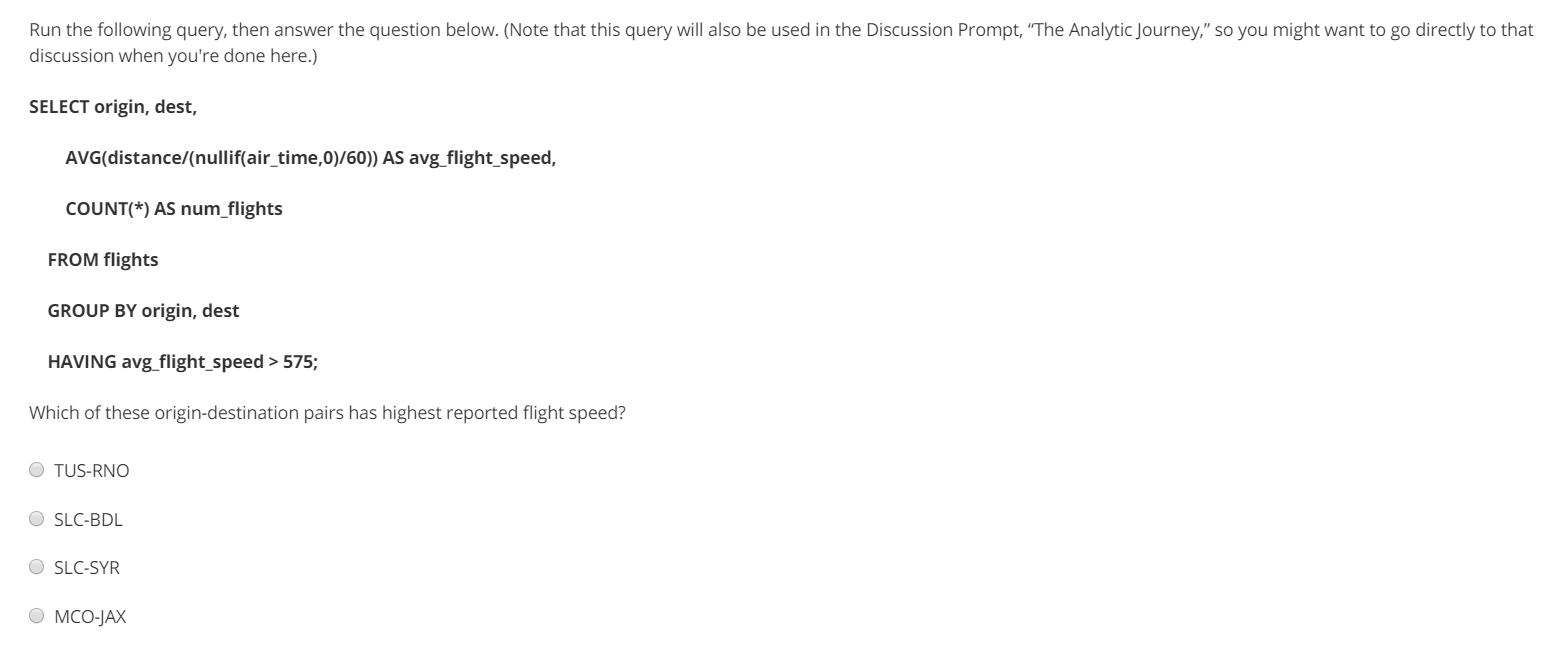 Run the following query, then answer the question below. (Note that this query will also be used in the Discussion Prompt, “The Analytic Journey,” so you might want to go directly to that
discussion when you're done here.)
SELECT origin, dest,
AVG(distance/(nullif(air_time,0)/60)) AS avg_flight_speed,
COUNT(*) AS num_flights
FROM flights
GROUP BY origin, dest
HAVING avg_flight_speed > 575;
Which of these origin-destination pairs has highest reported flight speed?
TUS-RNO
SLC-BDL
SLC-SYR
MCO-JAX